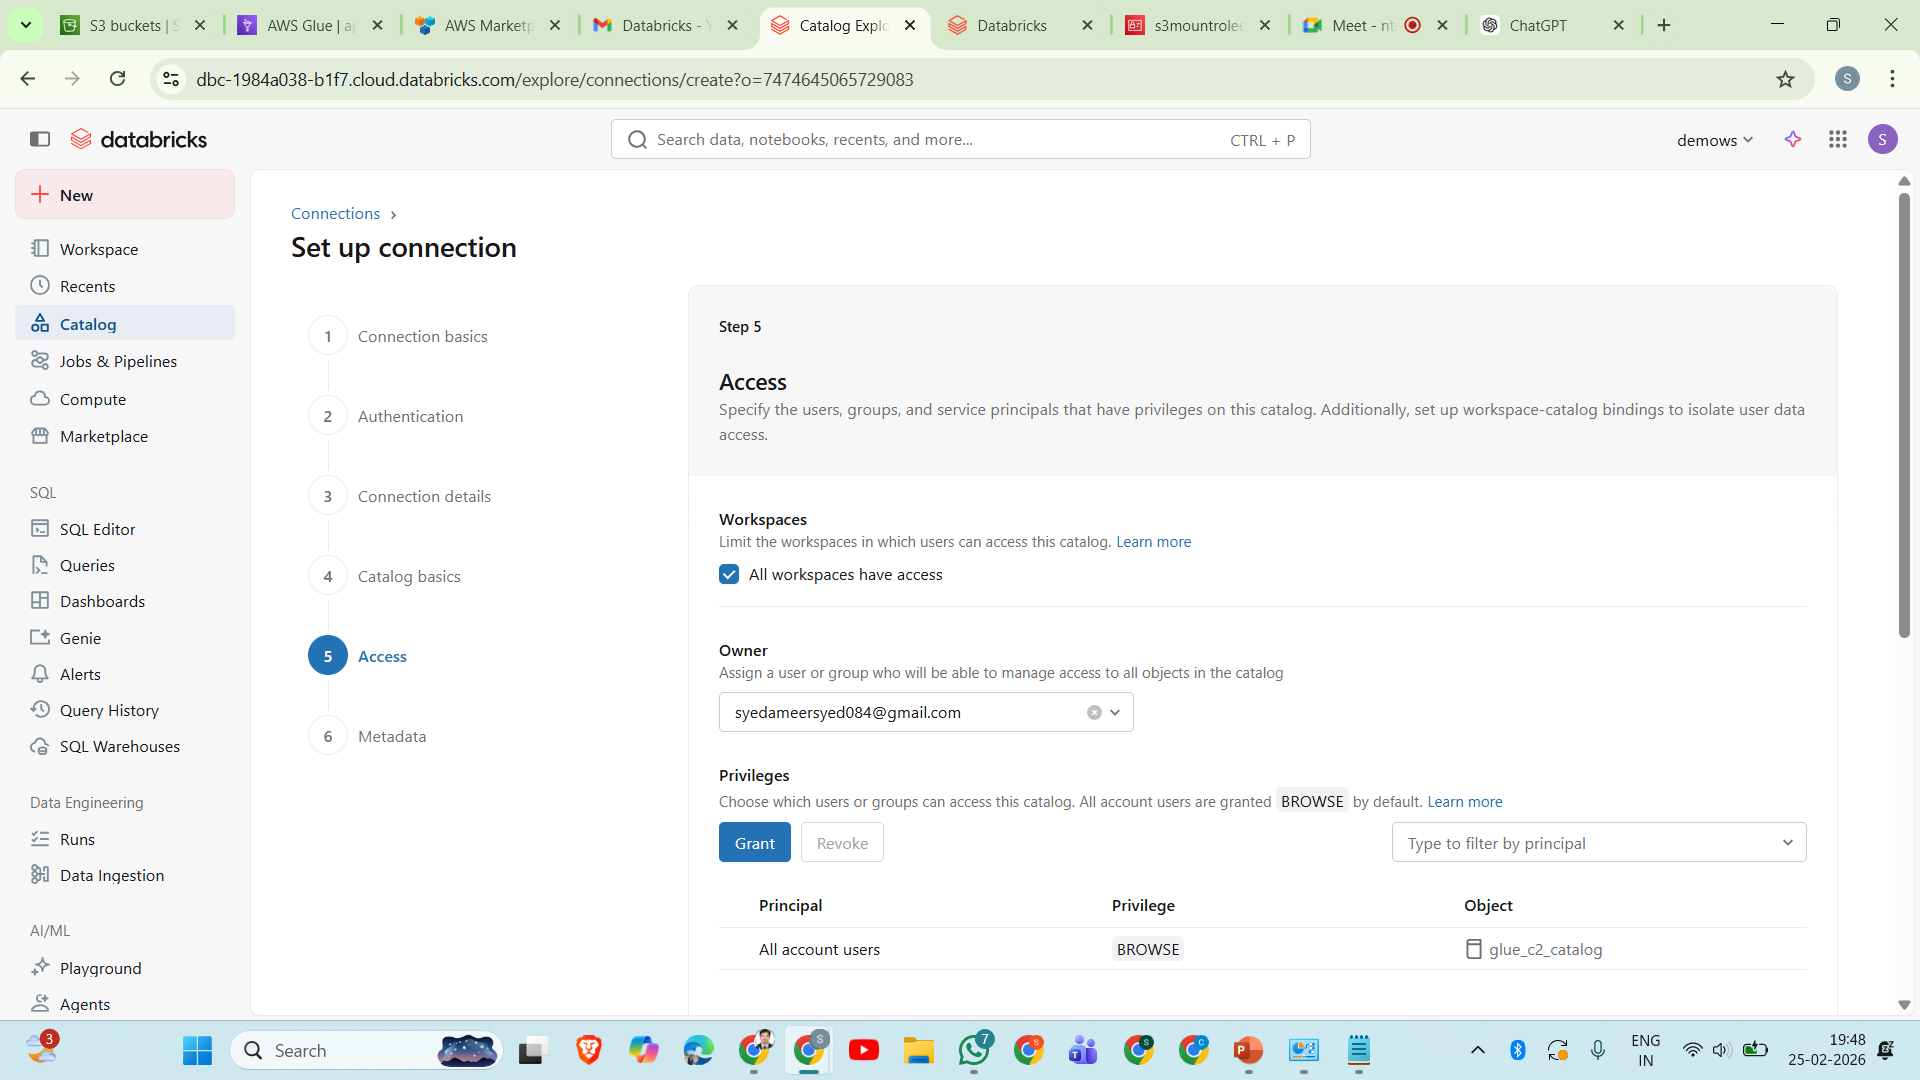 S3 buckets | S
AWS Glue | a
AWS Marketp
Databricks -
Catalog Explo
Databricks
s3mountrole
Meet - nt
ChatGPT
dbc-1984a038-b1f7.cloud.databricks.com/explore/connections/create?o=7474645065729083
S
databricks
Search data, notebooks, recents, and more...
CTRL + P
demows
S
New
Workspace
Recents
Catalog
Jobs & Pipelines
Compute
Marketplace
SQL
SQL Editor
Queries
Dashboards
Genie
Alerts
Query History
SQL Warehouses
Data Engineering
Runs
Data Ingestion
AI/ML
Playground
Agents
Connections ›
Set up connection
1 Connection basics
2 Authentication
3 Connection details
4 Catalog basics
5 Access
6 Metadata
Step 5
Access
Specify the users, groups, and service principals that have privileges on this catalog. Additionally, set up workspace-catalog bindings to isolate user data
access.
Workspaces
Limit the workspaces in which users can access this catalog. Learn more
All workspaces have access
Owner
Assign a user or group who will be able to manage access to all objects in the catalog
syedameersyed084@gmail.com
Privileges
Choose which users or groups can access this catalog. All account users are granted BROWSE by default. Learn more
Grant
Revoke
Type to filter by principal
Principal Privilege Object
All account users BROWSE glue_c2_catalog
3
Search
7
ENG
IN
19:48
25-02-2026